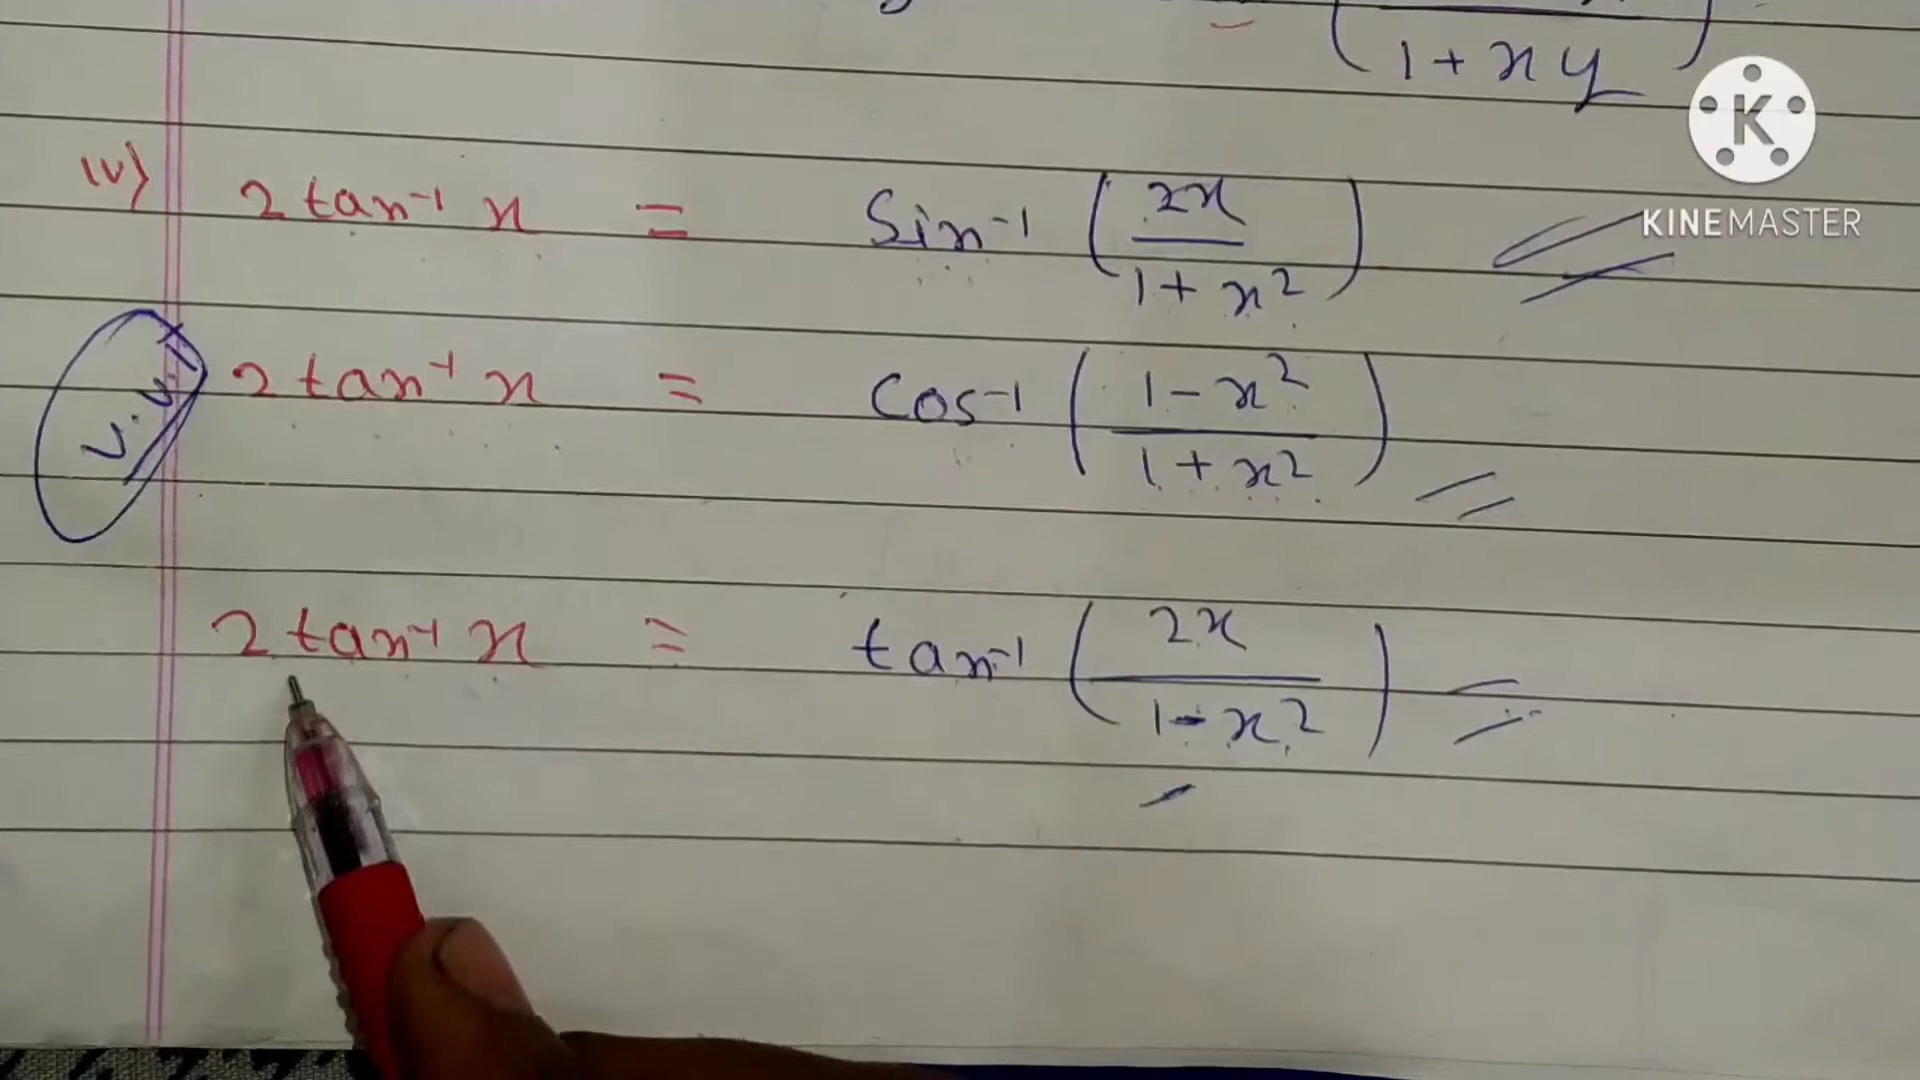 1 + x y
K
KINEMASTER
iv) 2 tan⁻¹ x = Sin⁻¹ (2x / 1 + x²)
V.V.I 2 tan⁻¹ x = Cos⁻¹ (1 - x² / 1 + x²)
2 tan⁻¹ x = tan⁻¹ (2x / 1 - x²)